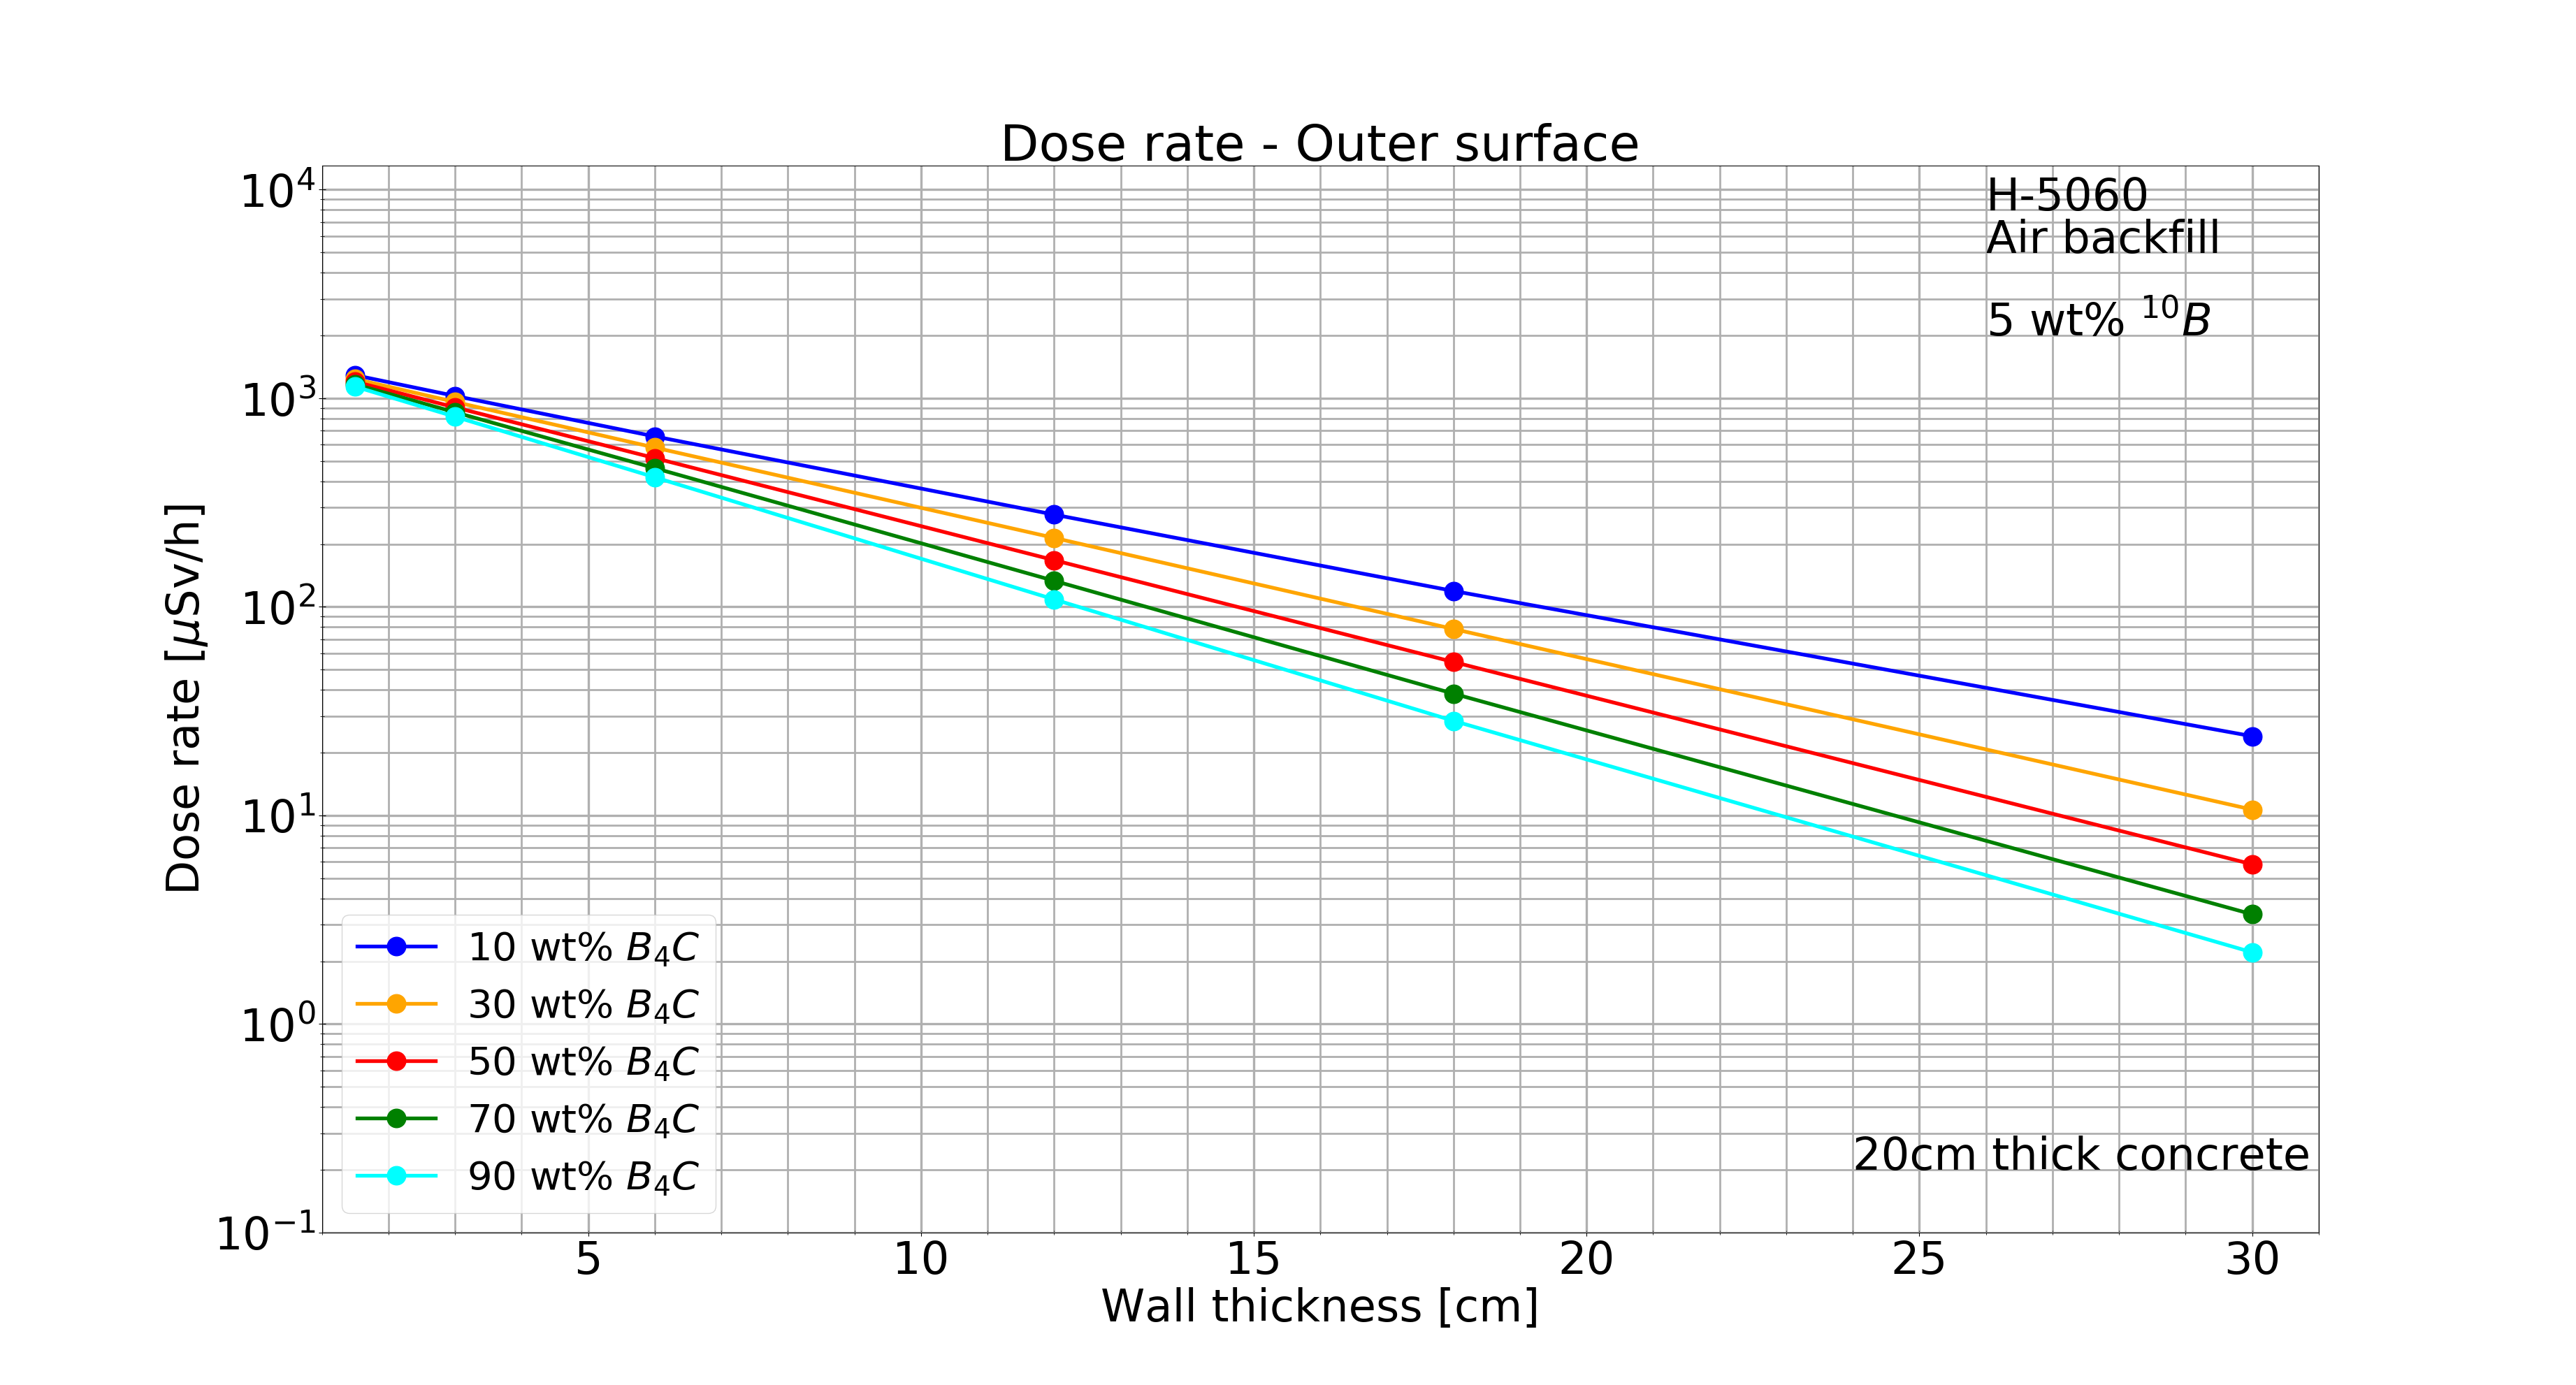 Dose rate - Outer surface
10⁴
10³
10²
10¹
10⁰
10⁻¹
Dose rate [μSv/h]
H-5060
Air backfill
5 wt% ¹⁰B
10 wt% B₄C
30 wt% B₄C
50 wt% B₄C
70 wt% B₄C
90 wt% B₄C
20cm thick concrete
5 10 15 20 25 30
Wall thickness [cm]